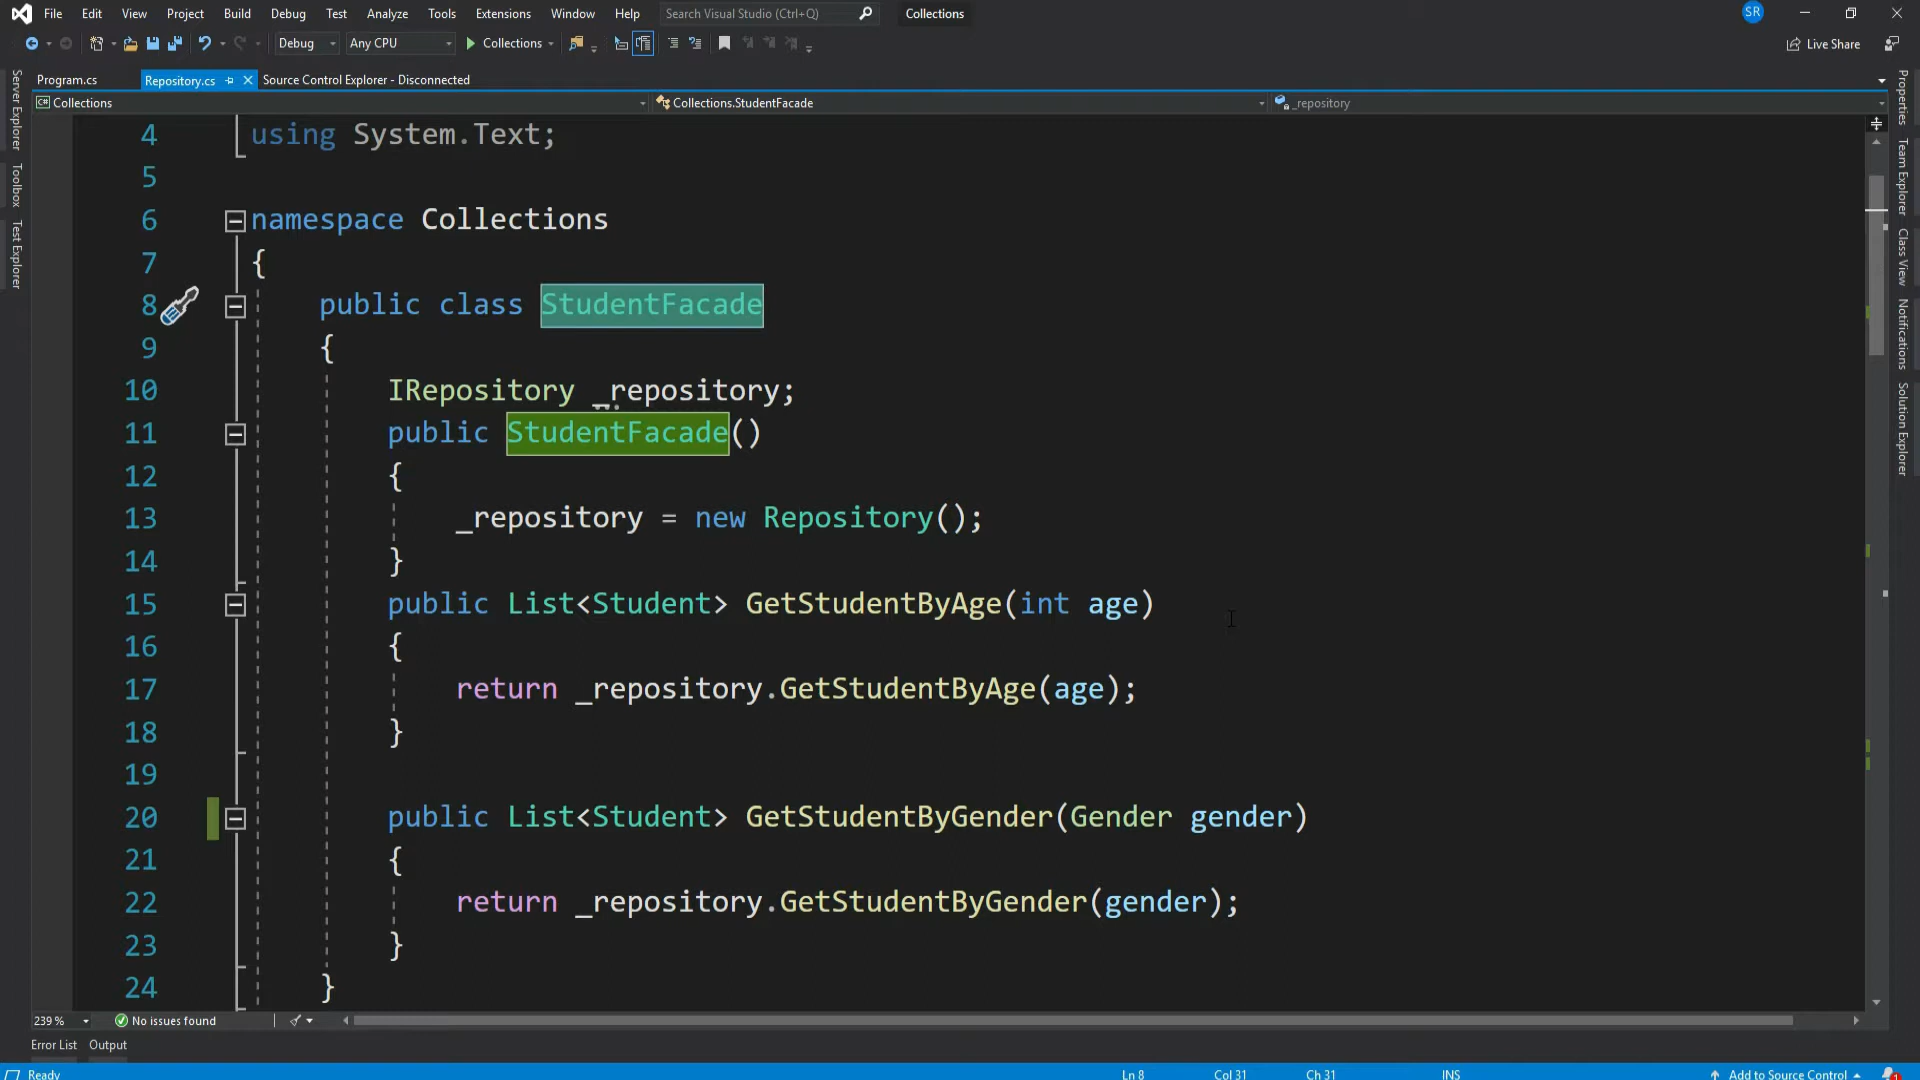 File Edit View Project Build Debug Test Analyze Tools Extensions Window Help Search Visual Studio (Ctrl+Q) Collections SR
Debug Any CPU Collections Live Share
Program.cs Repository.cs Source Control Explorer - Disconnected
Collections Collections.StudentFacade _repository
Server Explorer
Toolbox
Test Explorer
4 using System.Text;
5
6 namespace Collections
7 {
8 public class StudentFacade
9 {
10 IRepository _repository;
11 public StudentFacade()
12 {
13 _repository = new Repository();
14 }
15 public List<Student> GetStudentByAge(int age)
16 {
17 return _repository.GetStudentByAge(age);
18 }
19
20 public List<Student> GetStudentByGender(Gender gender)
21 {
22 return _repository.GetStudentByGender(gender);
23 }
24 }
Properties
Team Explorer
Class View
Notifications
Solution Explorer
239 % No issues found
Error List Output
Ready Ln 8 Col 31 Ch 31 INS Add to Source Control 1